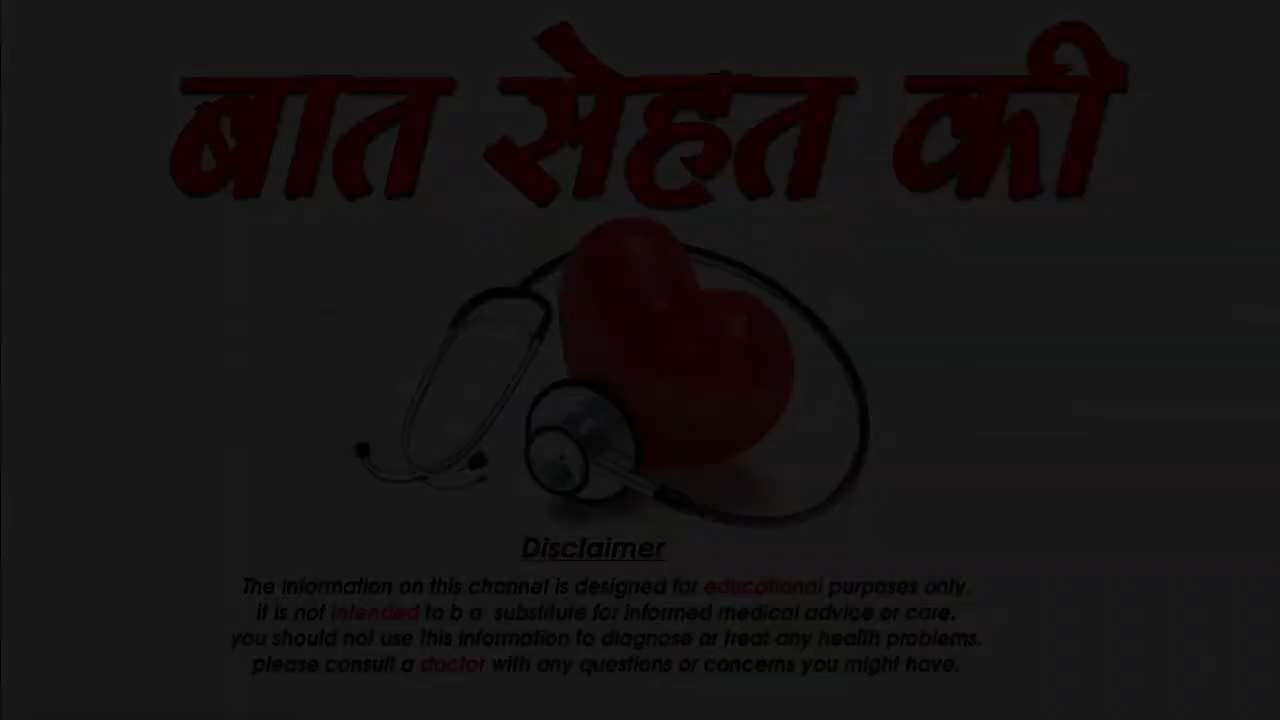 बात सेहत की
Disclaimer
The information on this channel is designed for educational purposes only.
it is not intended to b a substitute for informed medical advice or care.
you should not use this information to diagnose or treat any health problems.
please consult a doctor with any questions or concerns you might have.